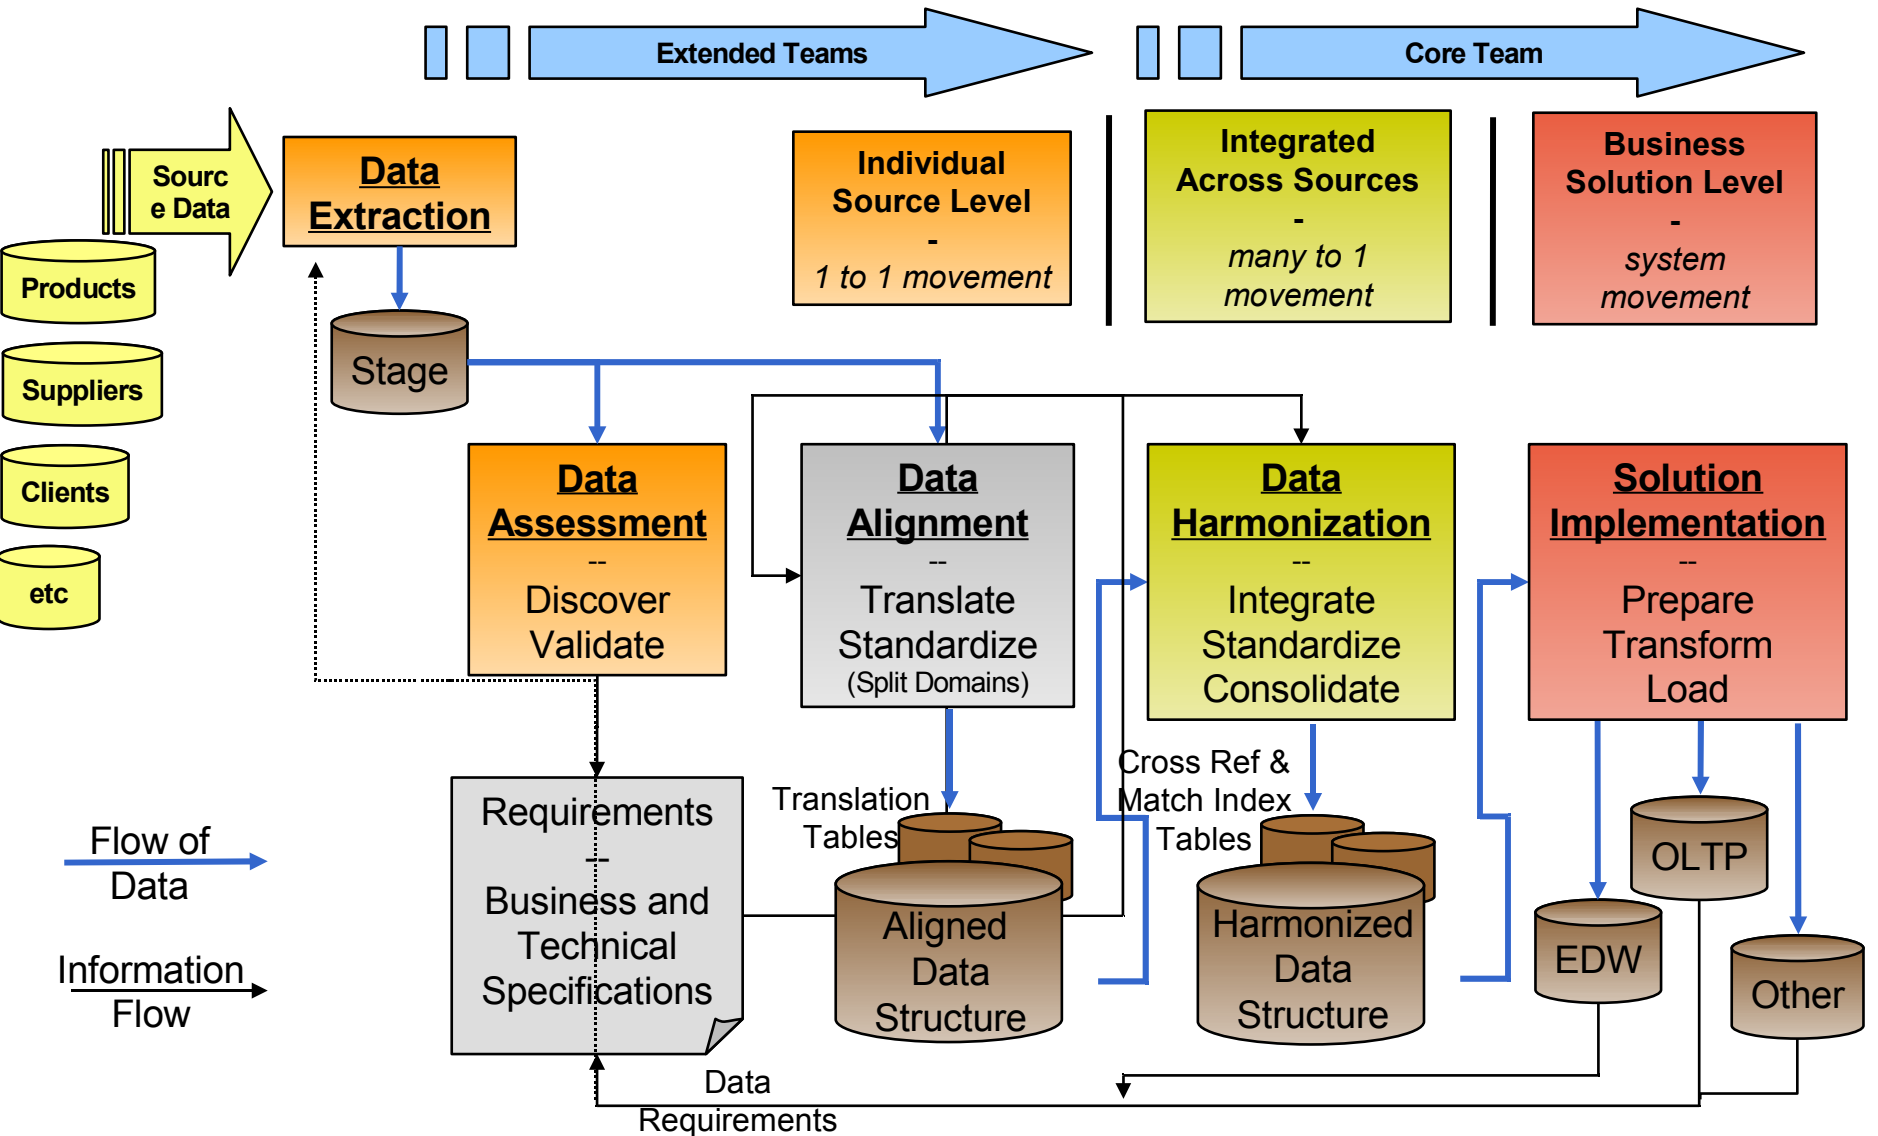 Extended Teams
Core Team
Sourc
e Data
Data
Extraction
Individual
Source Level
-
1 to 1 movement
Integrated
Across Sources
-
many to 1
movement
Business
Solution Level
-
system
movement
Products
Suppliers
Clients
etc
Stage
Data
Assessment
--
Discover
Validate
Data
Alignment
--
Translate
Standardize
(Split Domains)
Data
Harmonization
--
Integrate
Standardize
Consolidate
Solution
Implementation
--
Prepare
Transform
Load
Requirements
--
Business and
Technical
Specifications
Translation
Tables
Cross Ref &
Match Index
Tables
Aligned
Data
Structure
Harmonized
Data
Structure
OLTP
EDW
Other
Flow of
Data
Information
Flow
Data
Requirements